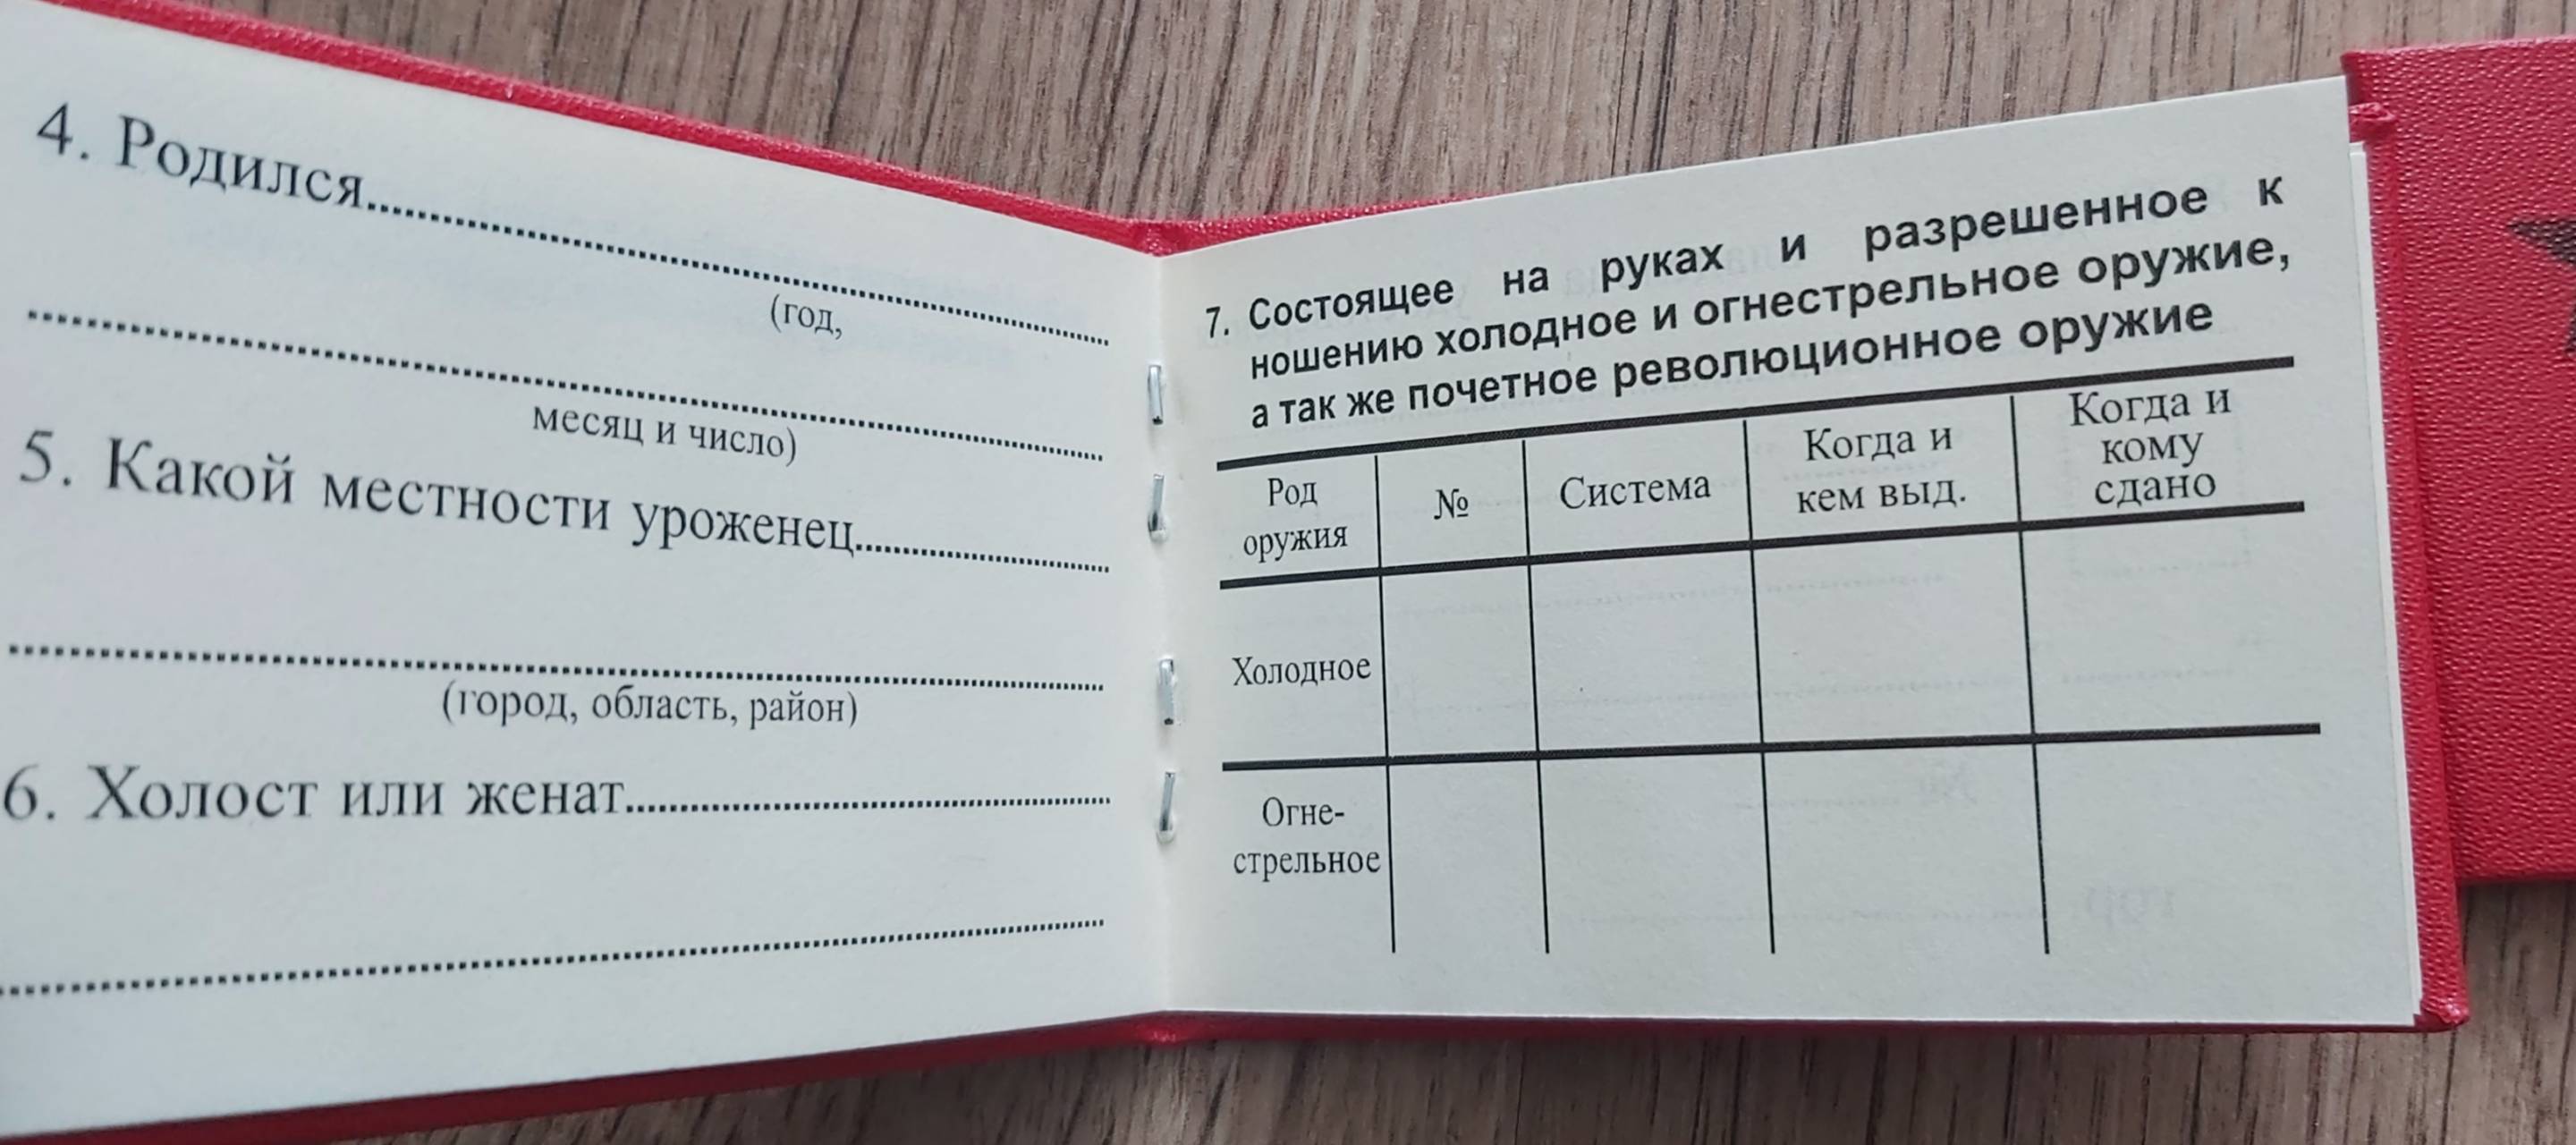 4. Родился
(год,
месяц и число)
5. Какой местности уроженец
(город, область, район)
6. Холост или женат
7. Состоящее на руках и разрешенное к
ношению холодное и огнестрельное оружие,
а так же почетное революционное оружие
Род оружия № Система Когда и кем выд. Когда и кому сдано
Холодное
Огне-
стрельное